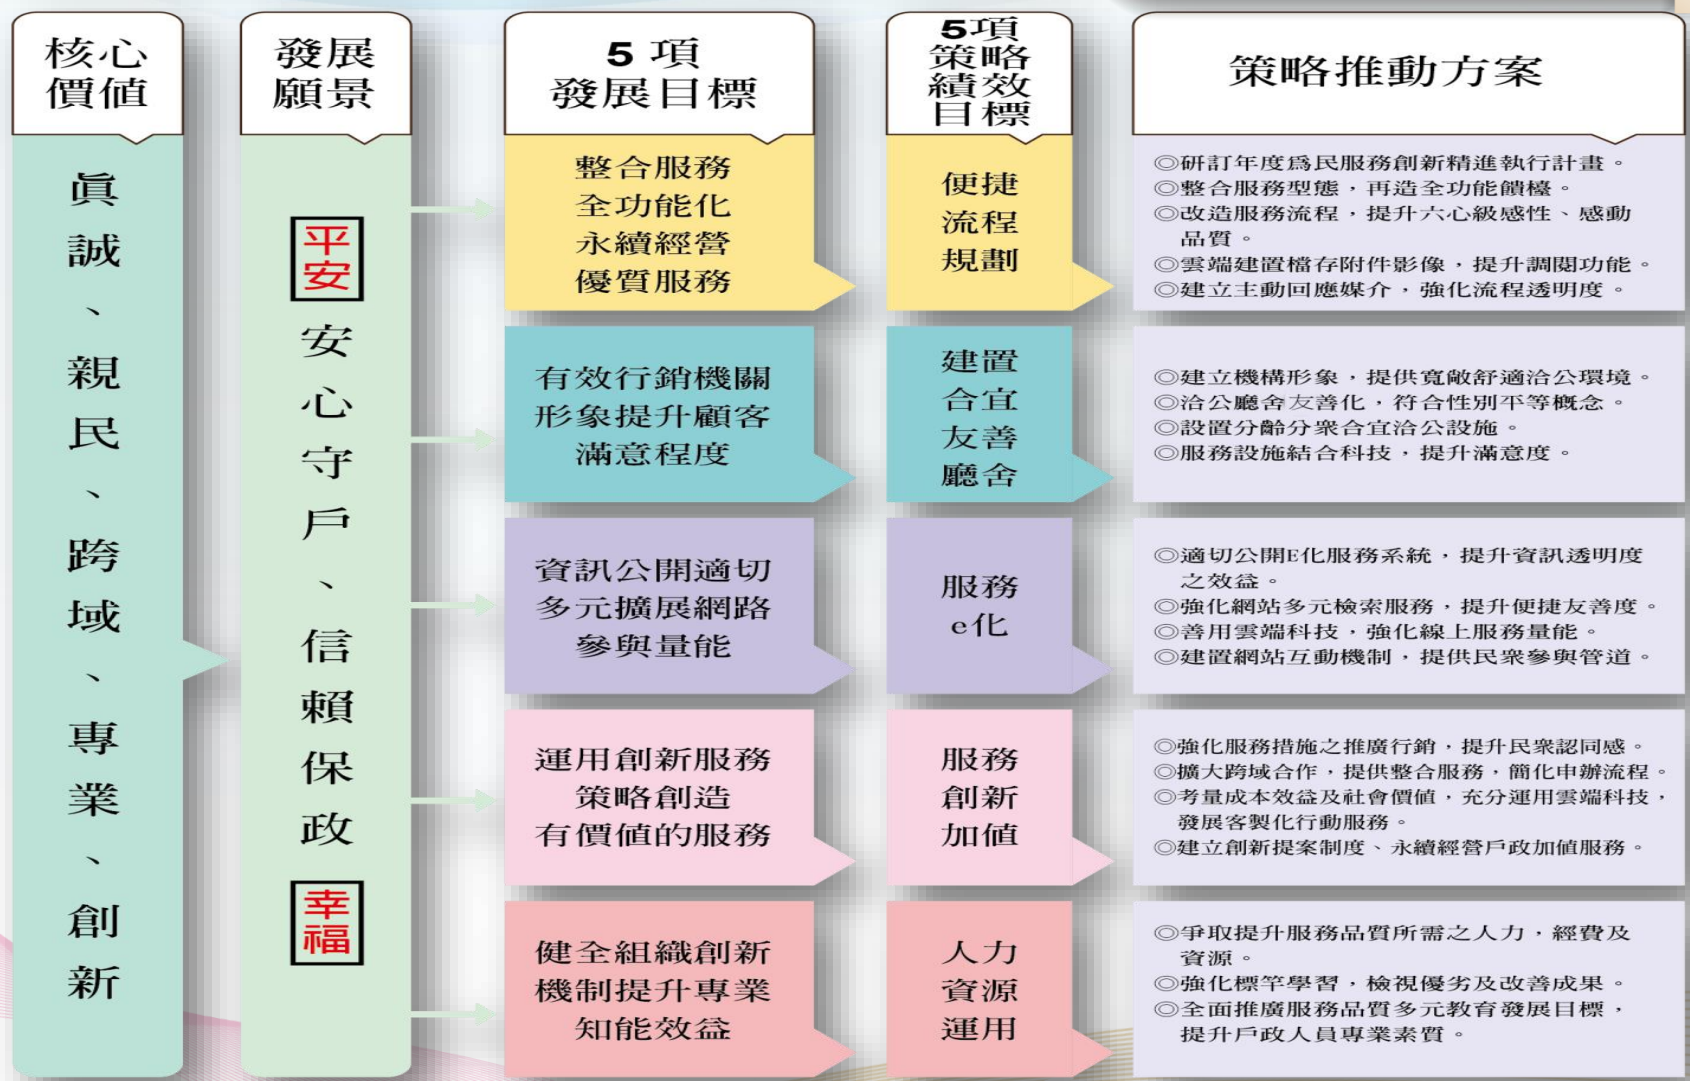 核心
價值
真誠、親民、跨域、專業、創新
發展
願景
平安
安心守戶、信賴保政
幸福
5 項
發展目標
整合服務
全功能化
永續經營
優質服務
有效行銷機關
形象提升顧客
滿意程度
資訊公開適切
多元擴展網路
參與量能
運用創新服務
策略創造
有價值的服務
健全組織創新
機制提升專業
知能效益
5項
策略
績效
目標
便捷
流程
規劃
建置
合宜
友善
廳舍
服務
e化
服務
創新
加值
人力
資源
運用
策略推動方案
◎研訂年度為民服務創新精進執行計畫。
◎整合服務型態，再造全功能饋檯。
◎改造服務流程，提升六心級感性、感動
品質。
◎雲端建置檔存附件影像，提升調閱功能。
◎建立主動回應媒介，強化流程透明度。
◎建立機構形象，提供寬敞舒適洽公環境。
◎洽公廳舍友善化，符合性別平等概念。
◎設置分齡分眾合宜洽公設施。
◎服務設施結合科技，提升滿意度。
◎適切公開E化服務系統，提升資訊透明度
之效益。
◎強化網站多元檢索服務，提升便捷友善度。
◎善用雲端科技，強化線上服務量能。
◎建置網站互動機制，提供民眾參與管道。
◎強化服務措施之推廣行銷，提升民眾認同感。
◎擴大跨域合作，提供整合服務，簡化申辦流程。
◎考量成本效益及社會價值，充分運用雲端科技，
發展客製化行動服務。
◎建立創新提案制度、永續經營戶政加值服務。
◎爭取提升服務品質所需之人力，經費及
資源。
◎強化標竿學習，檢視優劣及改善成果。
◎全面推廣服務品質多元教育發展目標，
提升戶政人員專業素質。